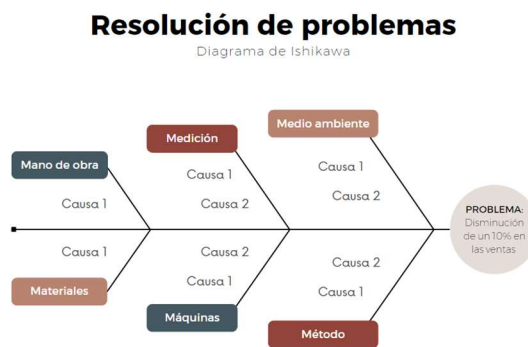 Resolución de problemas
Diagrama de Ishikawa
Medio ambiente
Medición
Mano de obra
Causa 1
Causa 1
Causa 2
Causa 1
Causa 2
PROBLEMA:
Disminución
de un 10% en
las ventas
Causa 1
Causa 2
Causa 1
Causa 2
Causa 1
Materiales
Máquinas
Método